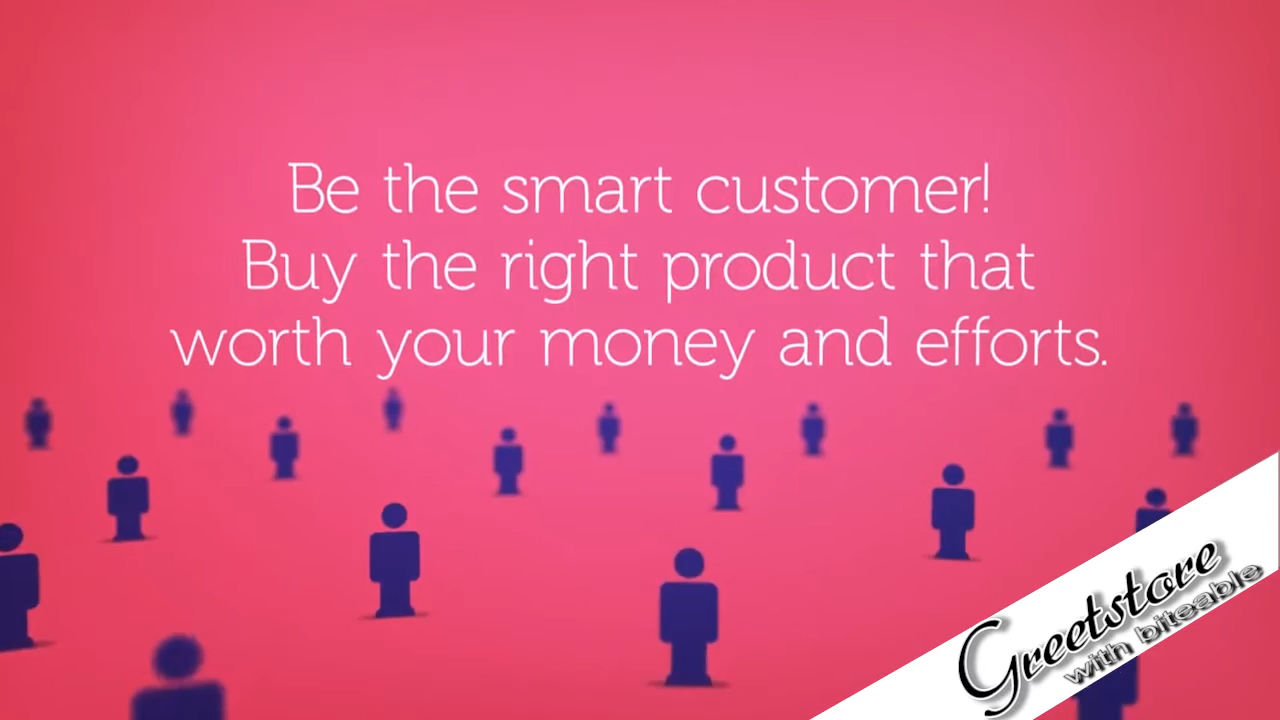 Be the smart customer!
Buy the right product that
worth your money and efforts.
Greetstore
with biteable